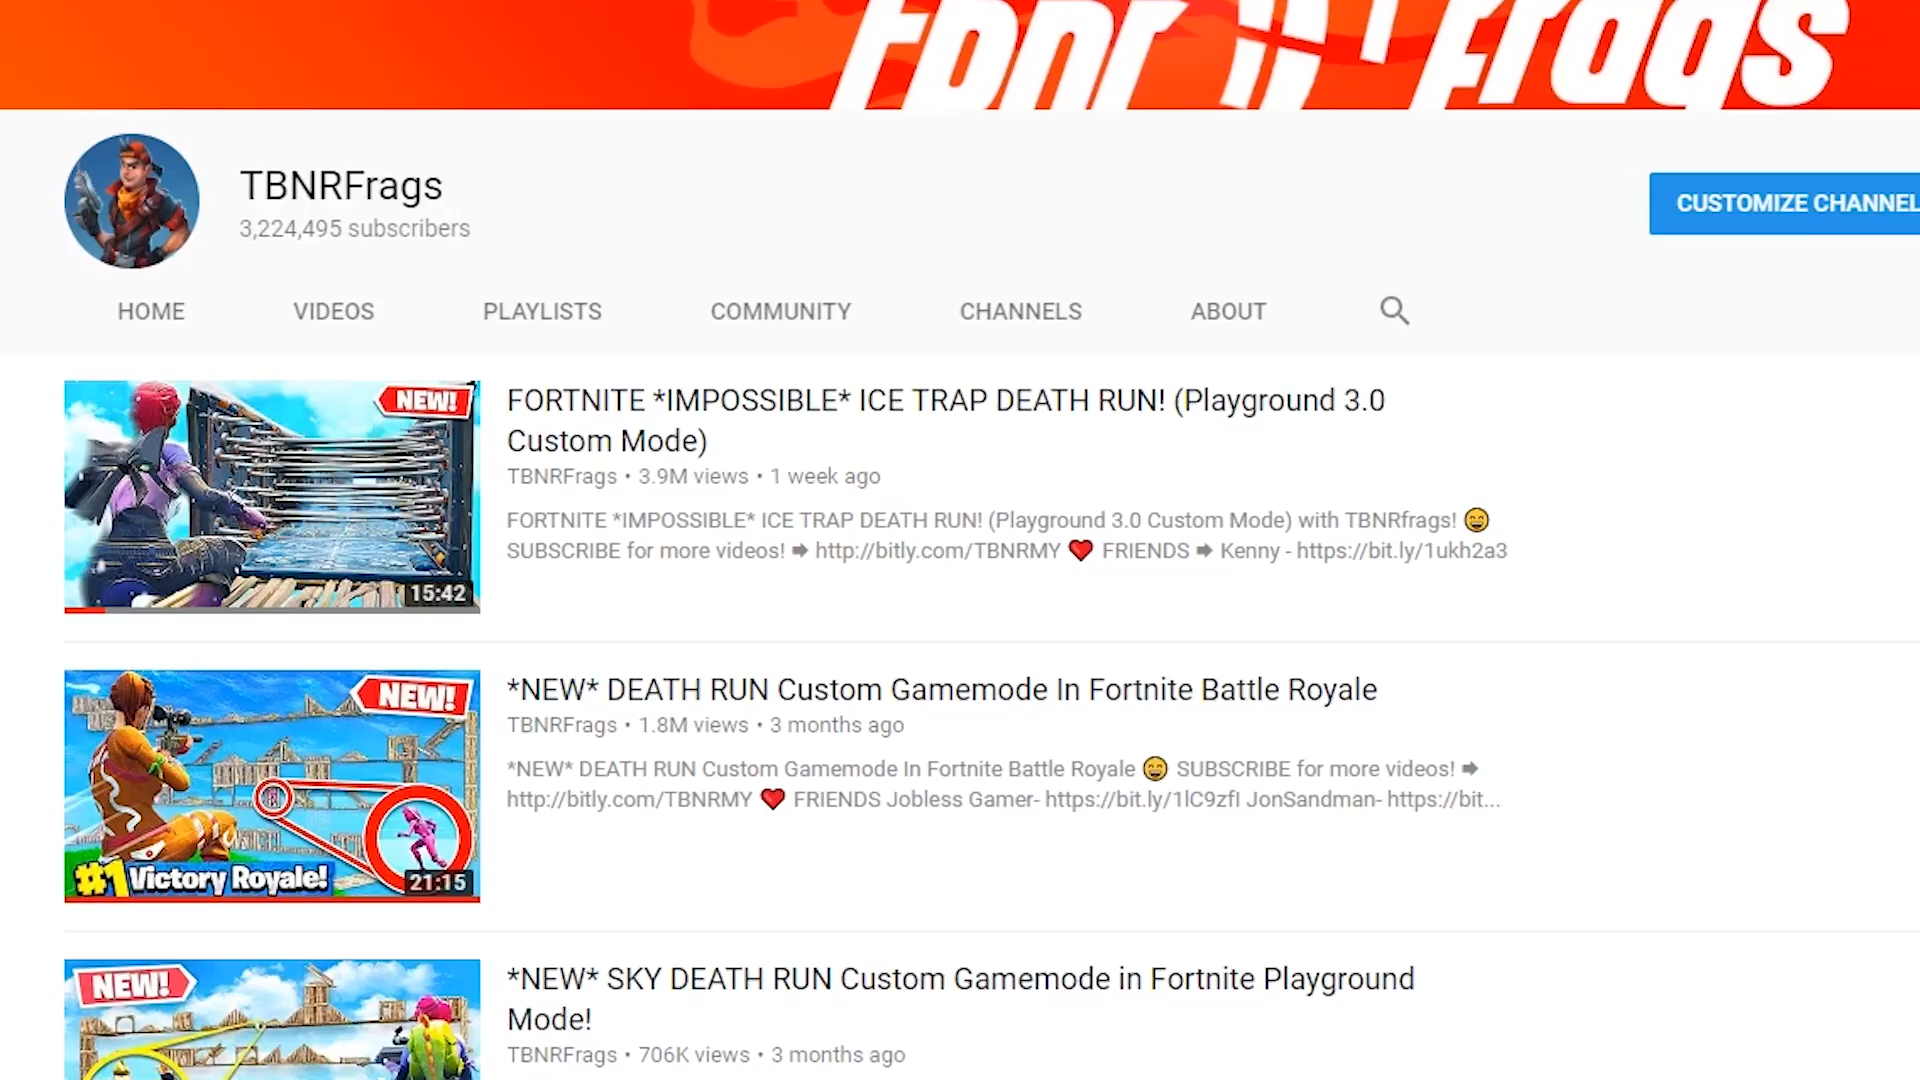 Frags
TBNRFrags
3,224,495 subscribers
CUSTOMIZE CHANNEL
HOME VIDEOS PLAYLISTS COMMUNITY CHANNELS ABOUT
NEW!
15:42
FORTNITE *IMPOSSIBLE* ICE TRAP DEATH RUN! (Playground 3.0
Custom Mode)
TBNRFrags • 3.9M views • 1 week ago
FORTNITE *IMPOSSIBLE* ICE TRAP DEATH RUN! (Playground 3.0 Custom Mode) with TBNRfrags! 😄
SUBSCRIBE for more videos! ➡ http://bitly.com/TBNRMY ❤ FRIENDS ➡ Kenny - https://bit.ly/1ukh2a3
NEW!
#1 Victory Royale!
21:15
*NEW* DEATH RUN Custom Gamemode In Fortnite Battle Royale
TBNRFrags • 1.8M views • 3 months ago
*NEW* DEATH RUN Custom Gamemode In Fortnite Battle Royale 😄 SUBSCRIBE for more videos! ➡
http://bitly.com/TBNRMY ❤ FRIENDS Jobless Gamer- https://bit.ly/1lC9zfI JonSandman- https://bit...
NEW!
*NEW* SKY DEATH RUN Custom Gamemode in Fortnite Playground
Mode!
TBNRFrags • 706K views • 3 months ago